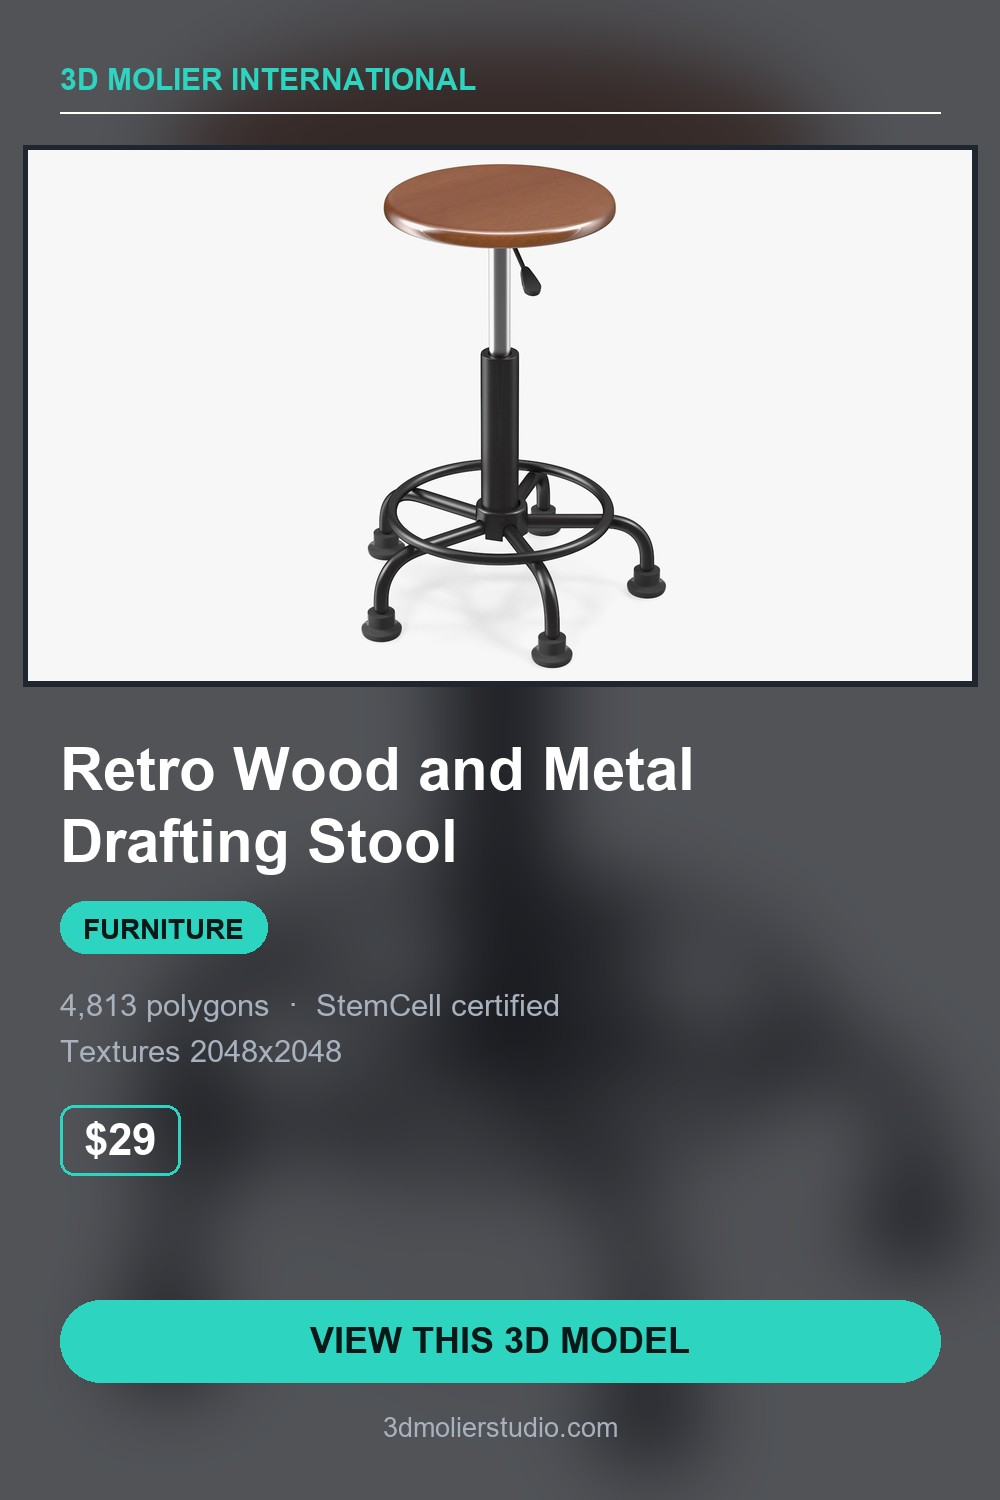 3D MOLIER INTERNATIONAL
Retro Wood and Metal
Drafting Stool
FURNITURE
4,813 polygons · StemCell certified
Textures 2048x2048
$29
VIEW THIS 3D MODEL
3dmolierstudio.com